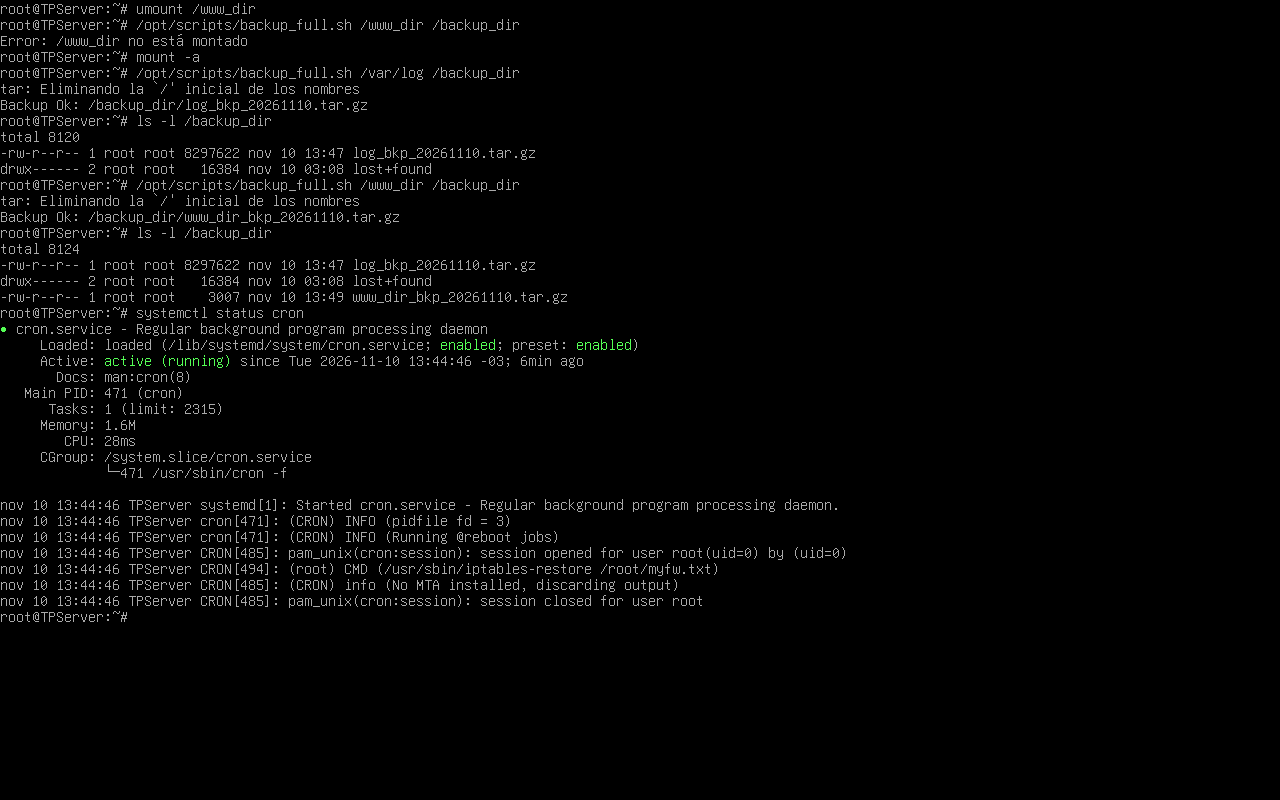 root@TPServer:~# umount /www_dir
root@TPServer:~# /opt/scripts/backup_full.sh /www_dir /backup_dir
Error: /www_dir no está montado
root@TPServer:~# mount -a
root@TPServer:~# /opt/scripts/backup_full.sh /var/log /backup_dir
tar: Eliminando la `/' inicial de los nombres
Backup Ok: /backup_dir/log_bkp_20261110.tar.gz
root@TPServer:~# ls -l /backup_dir
total 8120
-rw-r--r-- 1 root root 8297622 nov 10 13:47 log_bkp_20261110.tar.gz
drwx------ 2 root root   16384 nov 10 03:08 lost+found
root@TPServer:~# /opt/scripts/backup_full.sh /www_dir /backup_dir
tar: Eliminando la `/' inicial de los nombres
Backup Ok: /backup_dir/www_dir_bkp_20261110.tar.gz
root@TPServer:~# ls -l /backup_dir
total 8124
-rw-r--r-- 1 root root 8297622 nov 10 13:47 log_bkp_20261110.tar.gz
drwx------ 2 root root   16384 nov 10 03:08 lost+found
-rw-r--r-- 1 root root    3007 nov 10 13:49 www_dir_bkp_20261110.tar.gz
root@TPServer:~# systemctl status cron
● cron.service - Regular background program processing daemon
     Loaded: loaded (/lib/systemd/system/cron.service; enabled; preset: enabled)
     Active: active (running) since Tue 2026-11-10 13:44:46 -03; 6min ago
       Docs: man:cron(8)
   Main PID: 471 (cron)
      Tasks: 1 (limit: 2315)
     Memory: 1.6M
        CPU: 28ms
     CGroup: /system.slice/cron.service
             └─471 /usr/sbin/cron -f

nov 10 13:44:46 TPServer systemd[1]: Started cron.service - Regular background program processing daemon.
nov 10 13:44:46 TPServer cron[471]: (CRON) INFO (pidfile fd = 3)
nov 10 13:44:46 TPServer cron[471]: (CRON) INFO (Running @reboot jobs)
nov 10 13:44:46 TPServer CRON[485]: pam_unix(cron:session): session opened for user root(uid=0) by (uid=0)
nov 10 13:44:46 TPServer CRON[494]: (root) CMD (/usr/sbin/iptables-restore /root/myfw.txt)
nov 10 13:44:46 TPServer CRON[485]: (CRON) info (No MTA installed, discarding output)
nov 10 13:44:46 TPServer CRON[485]: pam_unix(cron:session): session closed for user root
root@TPServer:~#